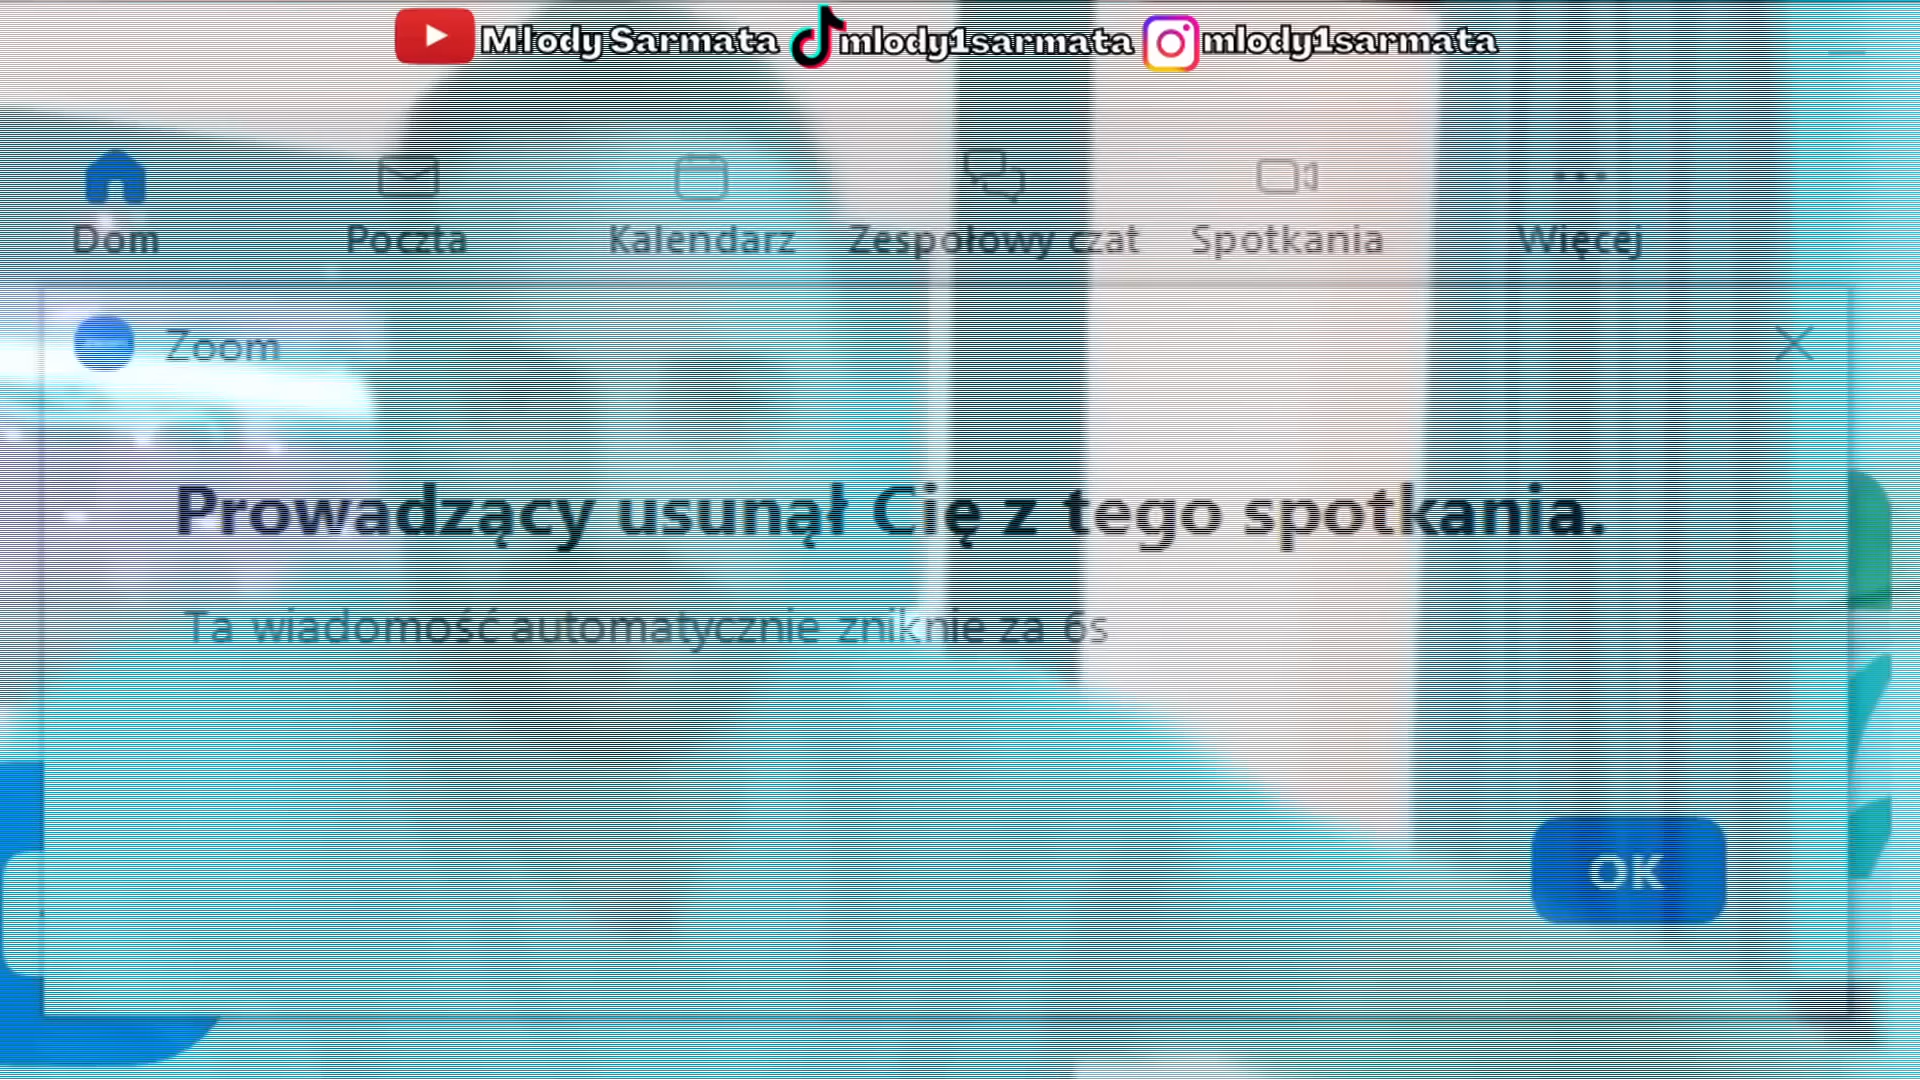 Młody Sarmata mlody1sarmata mlody1sarmata
Dom Poczta Kalendarz Zespołowy czat Spotkania Więcej
Zoom
Prowadzący usunął Cię z tego spotkania.
Ta wiadomość automatycznie zniknie za 6s
OK